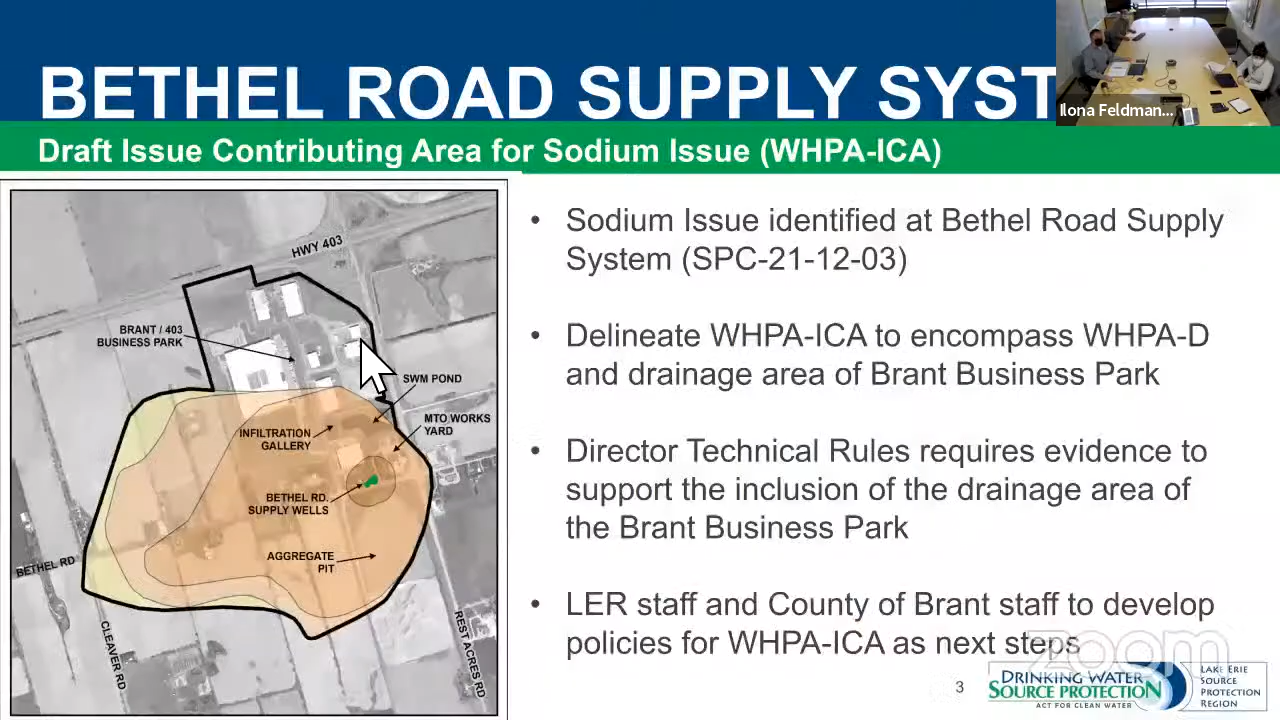 BETHEL ROAD SUPPLY SYST
Ilona Feldman...
Draft Issue Contributing Area for Sodium Issue (WHPA-ICA)
HWY 403
BRANT / 403
BUSINESS PARK
SWM POND
MTO WORKS
YARD
INFILTRATION
GALLERY
BETHEL RD.
SUPPLY WELLS
AGGREGATE
PIT
BETHEL RD
CLEAVER RD
REST ACRES RD
• Sodium Issue identified at Bethel Road Supply
System (SPC-21-12-03)
• Delineate WHPA-ICA to encompass WHPA-D
and drainage area of Brant Business Park
• Director Technical Rules requires evidence to
support the inclusion of the drainage area of
the Brant Business Park
• LER staff and County of Brant staff to develop
policies for WHPA-ICA as next steps
zoom
3
DRINKING WATER
SOURCE PROTECTION
ACT FOR CLEAN WATER
LAKE ERIE
SOURCE
PROTECTION
REGION